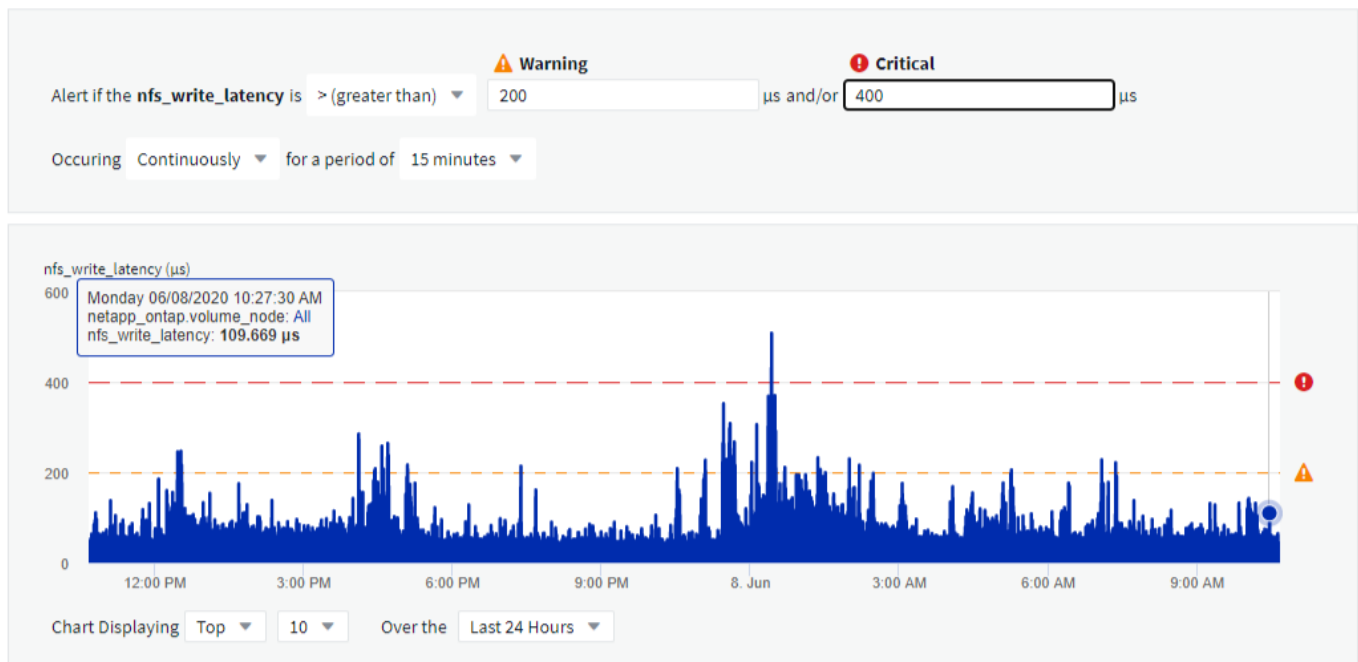 Warning Critical
Alert if the nfs_write_latency is > (greater than) 200 µs and/or 400 µs
Occuring Continuously for a period of 15 minutes
nfs_write_latency (µs)
600
Monday 06/08/2020 10:27:30 AM
netapp_ontap.volume_node: All
nfs_write_latency: 109.669 µs
400
200
0
12:00 PM 3:00 PM 6:00 PM 9:00 PM 8. Jun 3:00 AM 6:00 AM 9:00 AM
Chart Displaying Top 10 Over the Last 24 Hours